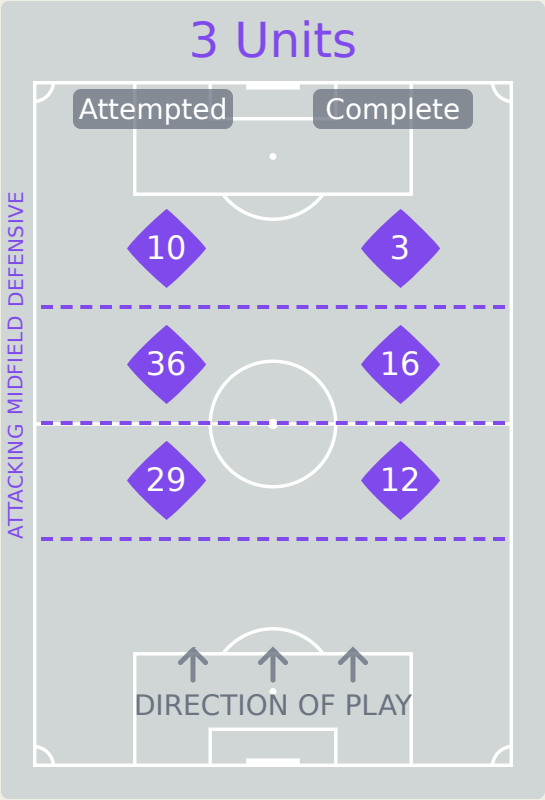 3 Units
Attempted
Complete
10
3
36
16
29
12
ATTACKING MIDFIELD DEFENSIVE
DIRECTION OF PLAY